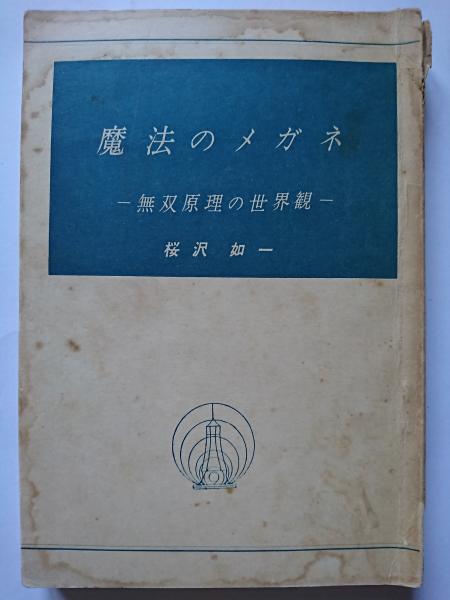 魔法のメガネ
―無双原理の世界観―
桜沢如一